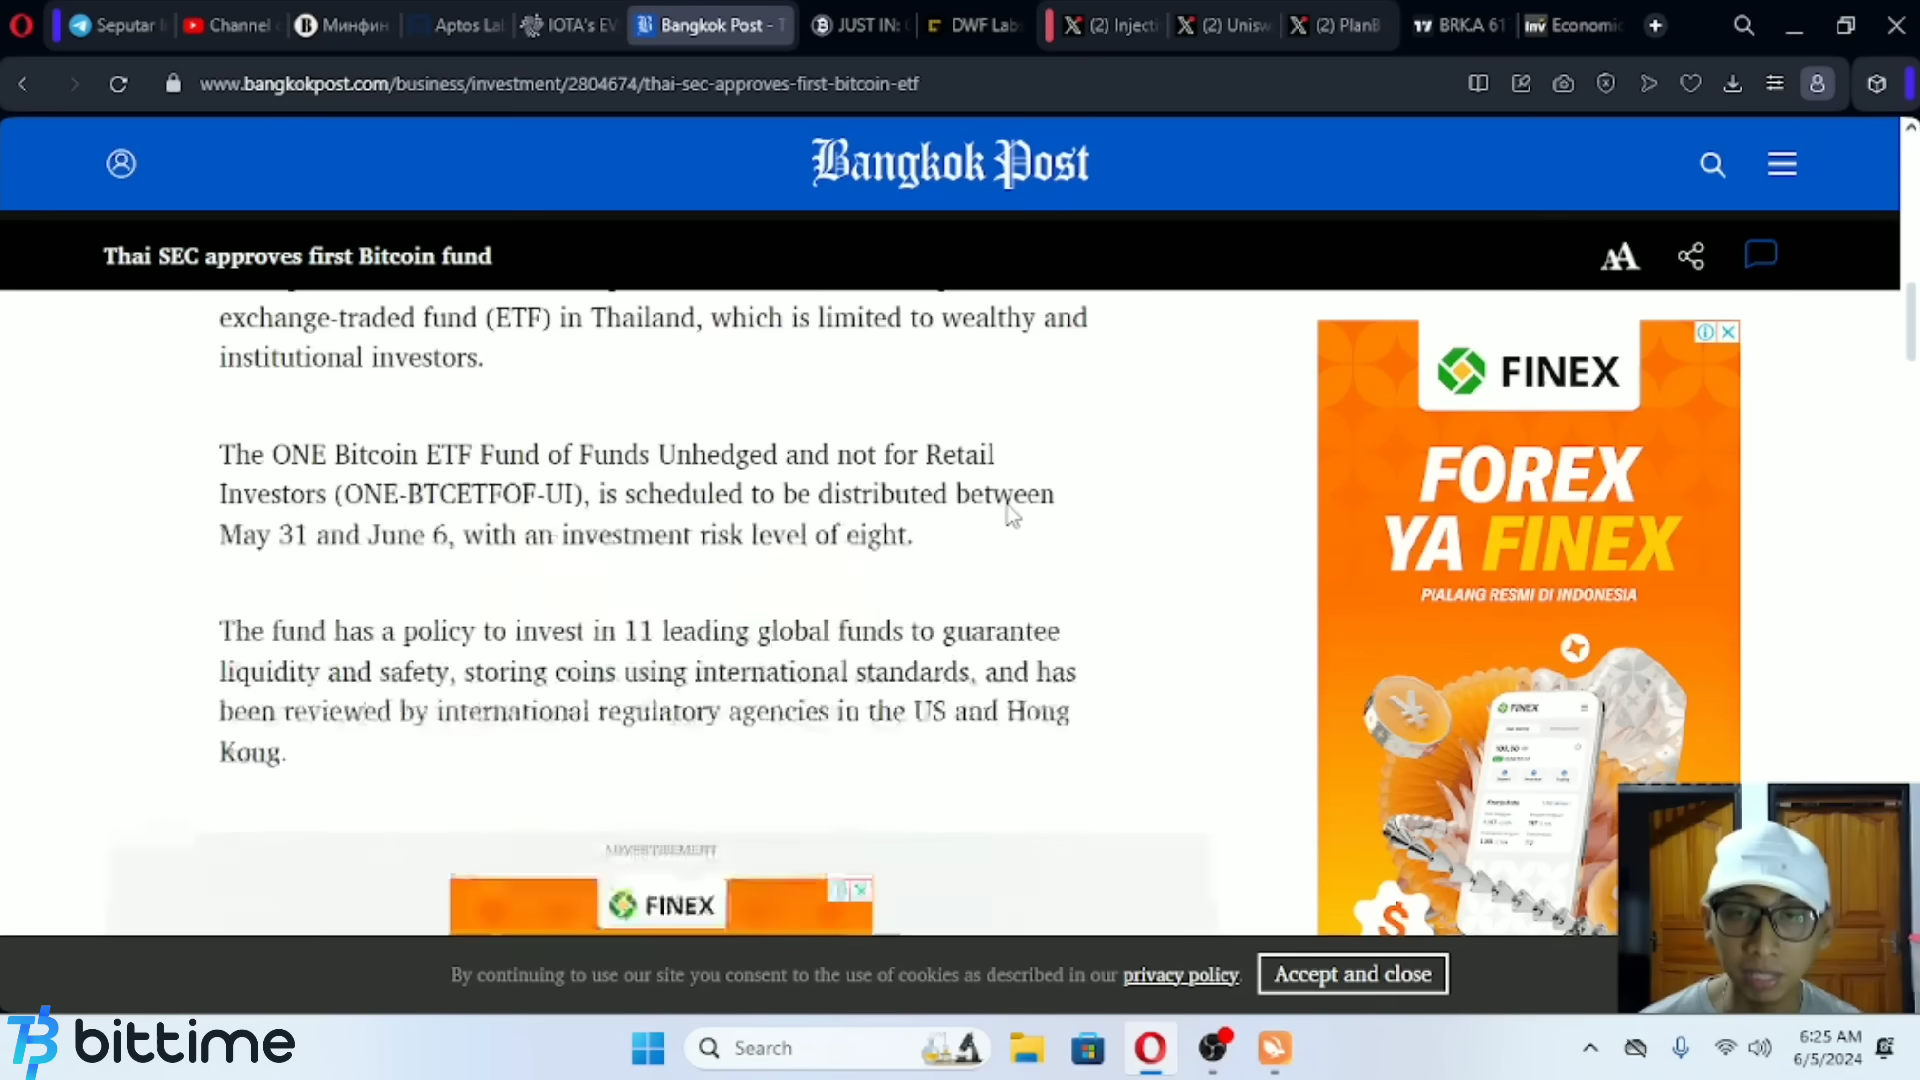 Seputar
Channel
Минфин
Aptos Lab
IOTA's EV
Bangkok Post - T
JUST IN:
DWF Lab
(2) Injecti
(2) Unisw
(2) PlanB
BRK.A 61
Economic
www.bangkokpost.com/business/investment/2804674/thai-sec-approves-first-bitcoin-etf
Bangkok Post
Thai SEC approves first Bitcoin fund
AA
exchange-traded fund (ETF) in Thailand, which is limited to wealthy and
institutional investors.
The ONE Bitcoin ETF Fund of Funds Unhedged and not for Retail
Investors (ONE-BTCETFOF-UI), is scheduled to be distributed between
May 31 and June 6, with an investment risk level of eight.
The fund has a policy to invest in 11 leading global funds to guarantee
liquidity and safety, storing coins using international standards, and has
been reviewed by international regulatory agencies in the US and Hong
Kong.
ADVERTISEMENT
FINEX
FINEX
FOREX
YA FINEX
PIALANG RESMI DI INDONESIA
FINEX
By continuing to use our site you consent to the use of cookies as described in our privacy policy.
Accept and close
bittime
Search
6:25 AM
6/5/2024